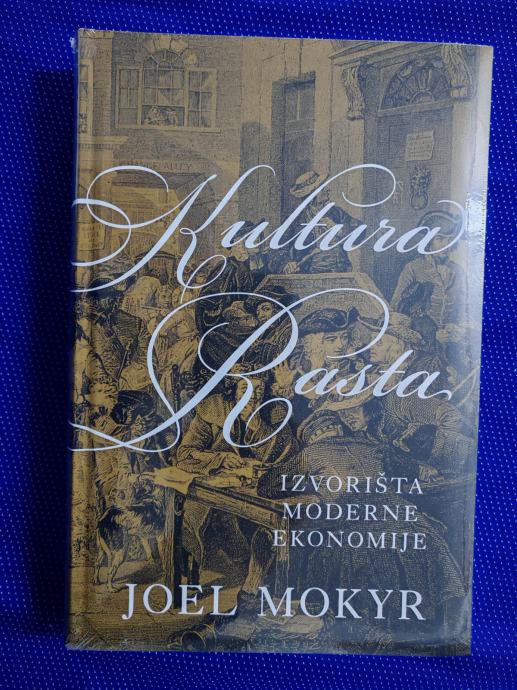 Kultura
Rasta
IZVORIŠTA
MODERNE
EKONOMIJE
JOEL MOKYR